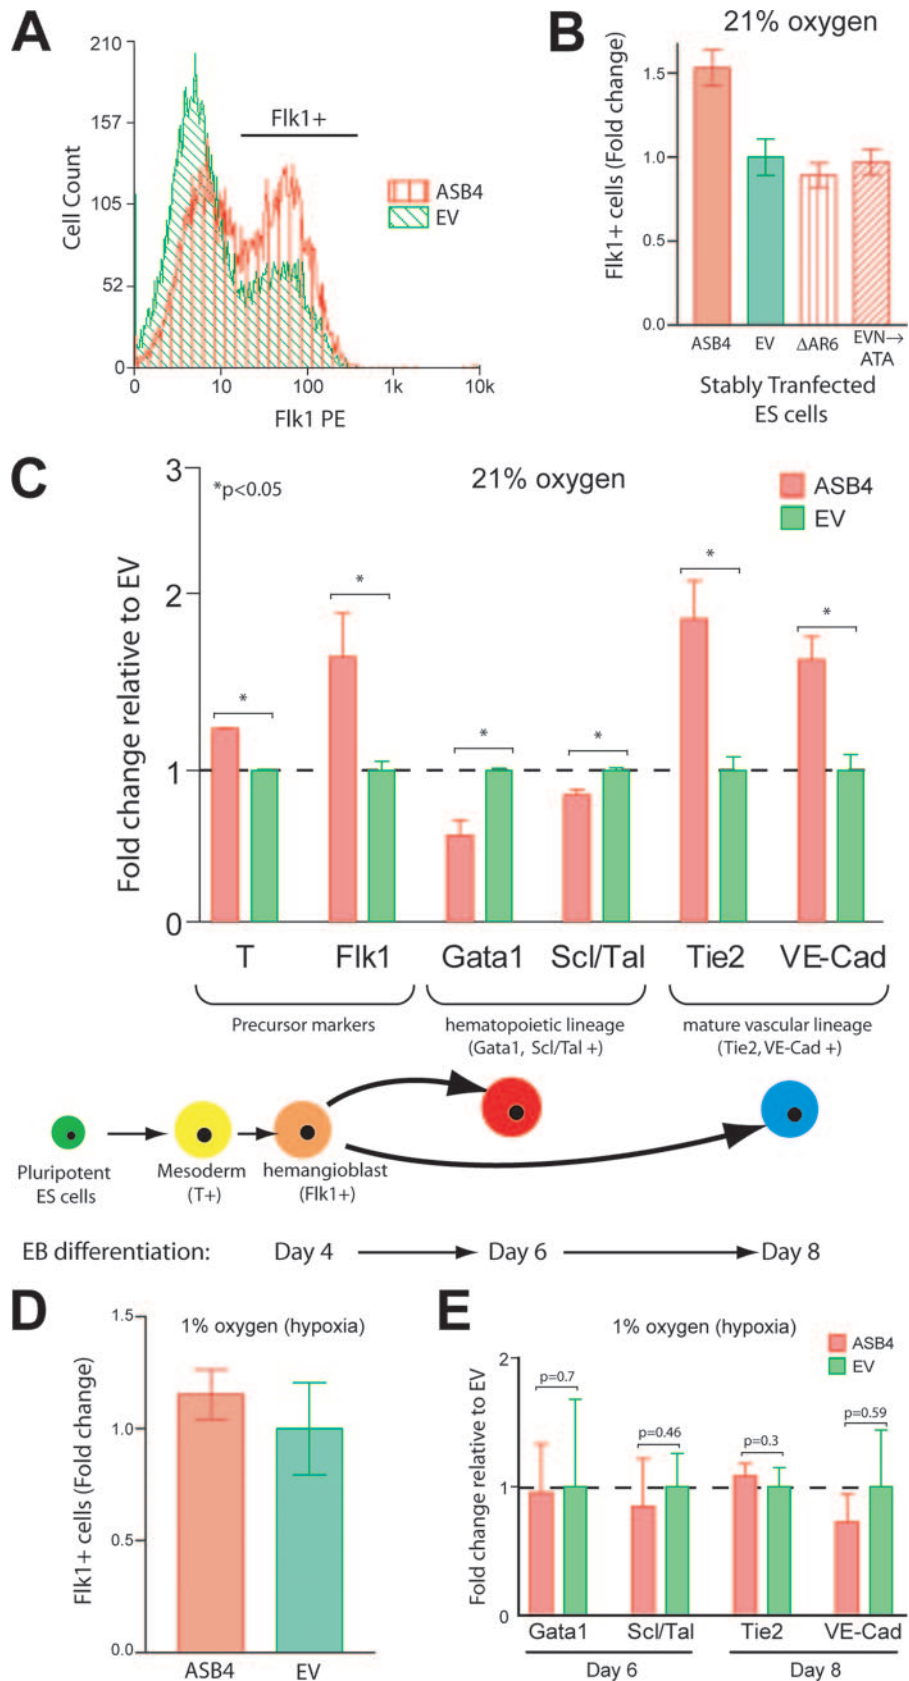 A
210
157
105
52
0
Cell Count
Flk1+
ASB4
EV
0
10
100
1k
10k
Flk1 PE
B
21% oxygen
Flk1+ cells (Fold change)
1.5
1.0
0.5
0.0
ASB4
EV
ΔAR6
EVN→
ATA
Stably Tranfected
ES cells
C
3
2
1
0
Fold change relative to EV
*p<0.05
21% oxygen
ASB4
EV
*
*
*
*
*
*
T
Flk1
Gata1
Scl/Tal
Tie2
VE-Cad
Precursor markers
hematopoietic lineage
(Gata1, Scl/Tal +)
mature vascular lineage
(Tie2, VE-Cad +)
Pluripotent
ES cells
Mesoderm
(T+)
hemangioblast
(Flk1+)
EB differentiation:
Day 4
Day 6
Day 8
D
1% oxygen (hypoxia)
Flk1+ cells (Fold change)
1.5
1.0
0.5
0.0
ASB4
EV
E
1% oxygen (hypoxia)
ASB4
EV
Fold change relative to EV
2
1
0
p=0.7
p=0.46
p=0.3
p=0.59
Gata1
Scl/Tal
Tie2
VE-Cad
Day 6
Day 8